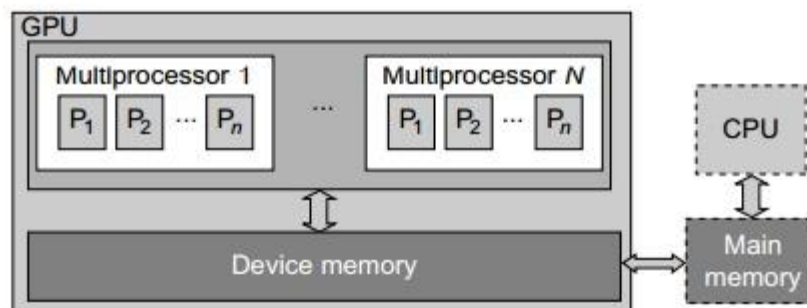 GPU
Multiprocessor 1
P1 P2 ... Pn
...
Multiprocessor N
P1 P2 ... Pn
CPU
Device memory
Main
memory